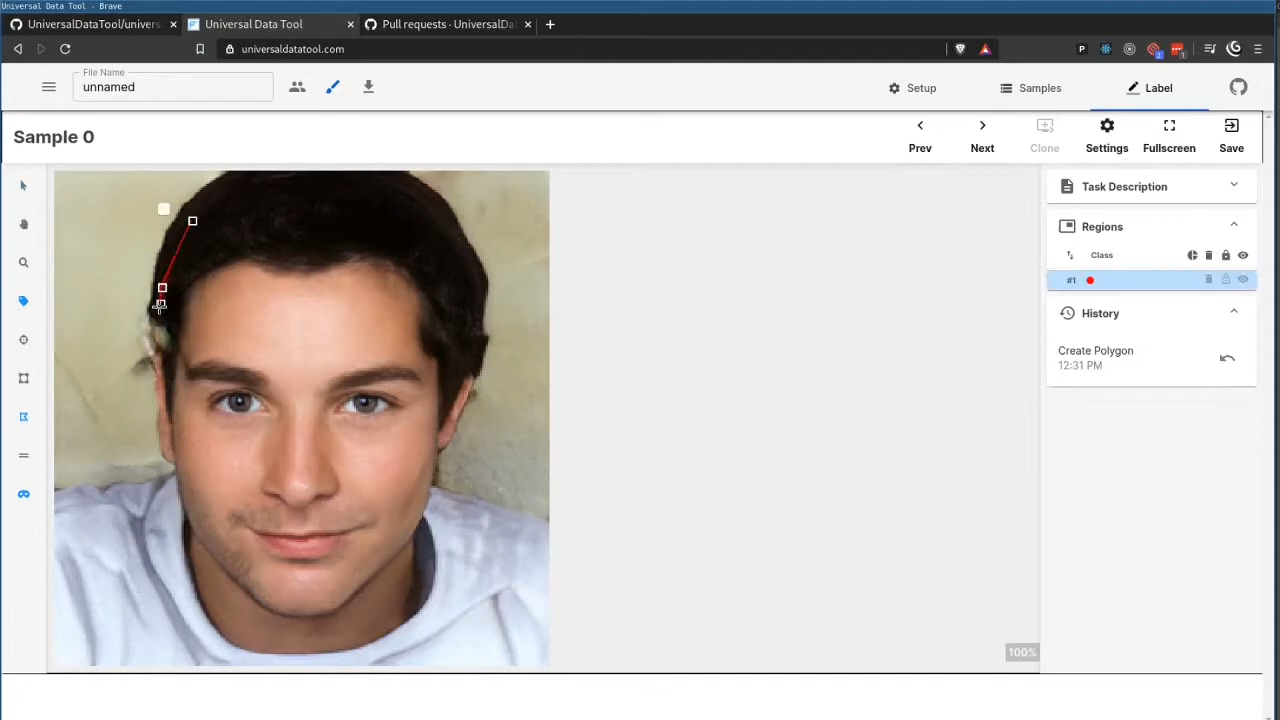 Universal Data Tool - Brave
UniversalDataTool/univers
Universal Data Tool
Pull requests · UniversalDa
universaldatatool.com
File Name
unnamed
Setup
Samples
Label
Sample 0
Prev
Next
Clone
Settings
Fullscreen
Save
Task Description
Regions
Class
#1
History
Create Polygon
12:31 PM
100%